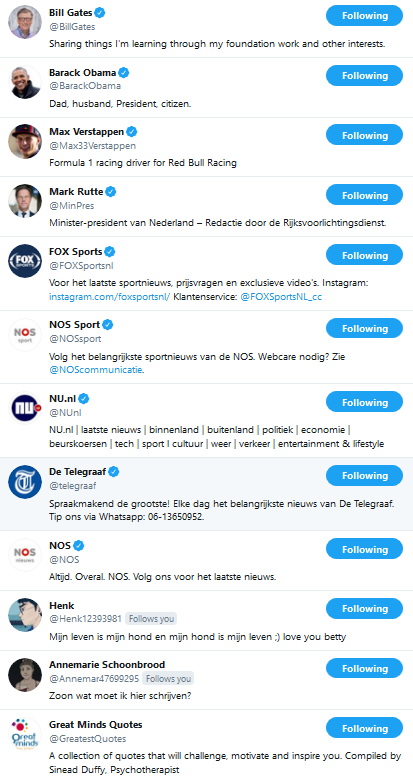 Bill Gates
Following
@BillGates
Sharing things I'm learning through my foundation work and other interests.
Barack Obama
Following
@BarackObama
Dad, husband, President, citizen.
Max Verstappen
Following
@Max33Verstappen
Formula 1 racing driver for Red Bull Racing
Mark Rutte
Following
@MinPres
Minister-president van Nederland – Redactie door de Rijksvoorlichtingsdienst.
FOX SPORTS
FOX Sports
Following
@FOXSportsnl
Voor het laatste sportnieuws, prijsvragen en exclusieve video's. Instagram:
instagram.com/foxsportsnl/ Klantenservice: @FOXSportsNL_cc
NOS sport
NOS Sport
Following
@NOSsport
Volg het belangrijkste sportnieuws van de NOS. Webcare nodig? Zie
@NOScommunicatie.
NU
NU.nl
Following
@NUnl
NU.nl | laatste nieuws | binnenland | buitenland | politiek | economie |
beurskoersen | tech | sport l cultuur | weer | verkeer | entertainment & lifestyle
De Telegraaf
Following
@telegraaf
Spraakmakend de grootste! Elke dag het belangrijkste nieuws van De Telegraaf.
Tip ons via Whatsapp: 06-13650952.
NOS nieuws
NOS
Following
@NOS
Altijd. Overal. NOS. Volg ons voor het laatste nieuws.
Henk
Following
@Henk12393981 Follows you
Mijn leven is mijn hond en mijn hond is mijn leven ;) love you betty
Annemarie Schoonbrood
Following
@Annemar47699295 Follows you
Zoon wat moet ik hier schrijven?
Great minds
Great Minds Quotes
Following
@GreatestQuotes
A collection of quotes that will challenge, motivate and inspire you. Compiled by
Sinead Duffy, Psychotherapist